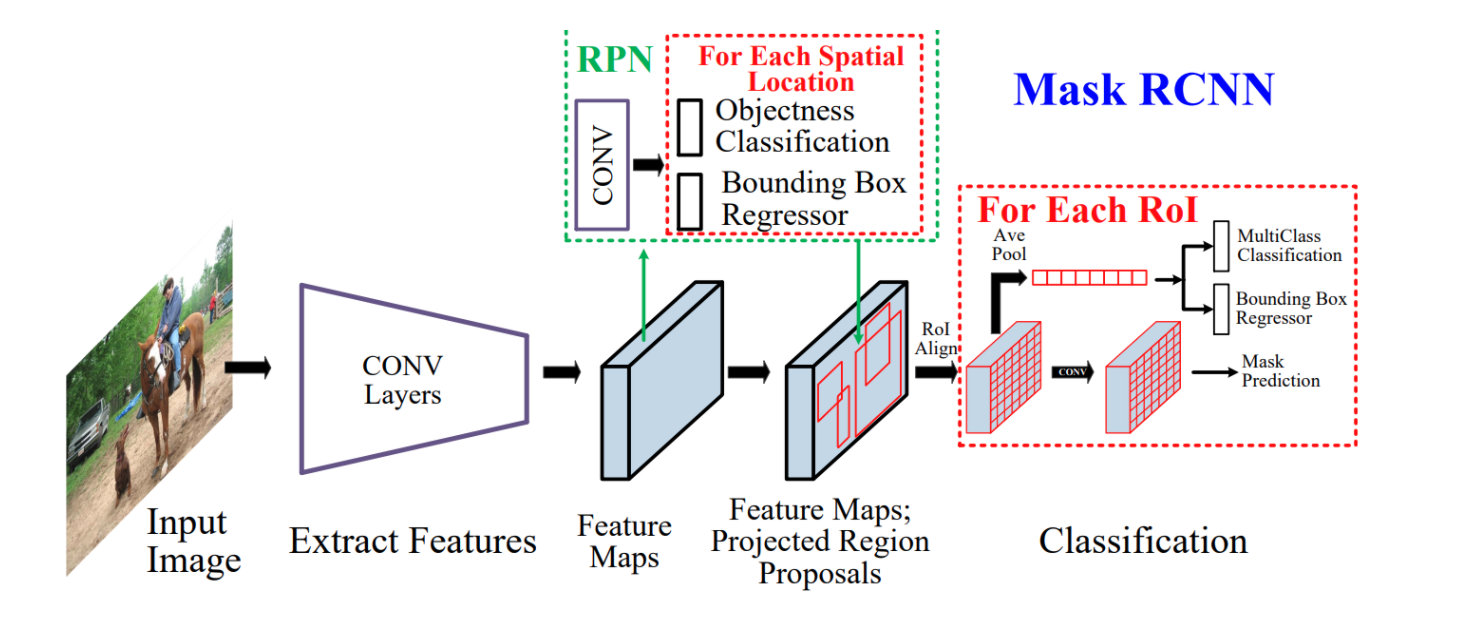 RPN
For Each Spatial
Location
CONV
Objectness
Classification
Bounding Box
Regressor
Mask RCNN
For Each RoI
Ave
Pool
MultiClass
Classification
Bounding Box
Regressor
CONV
Layers
RoI
Align
CONV
Mask
Prediction
Input
Image
Extract Features
Feature
Maps
Feature Maps;
Projected Region
Proposals
Classification